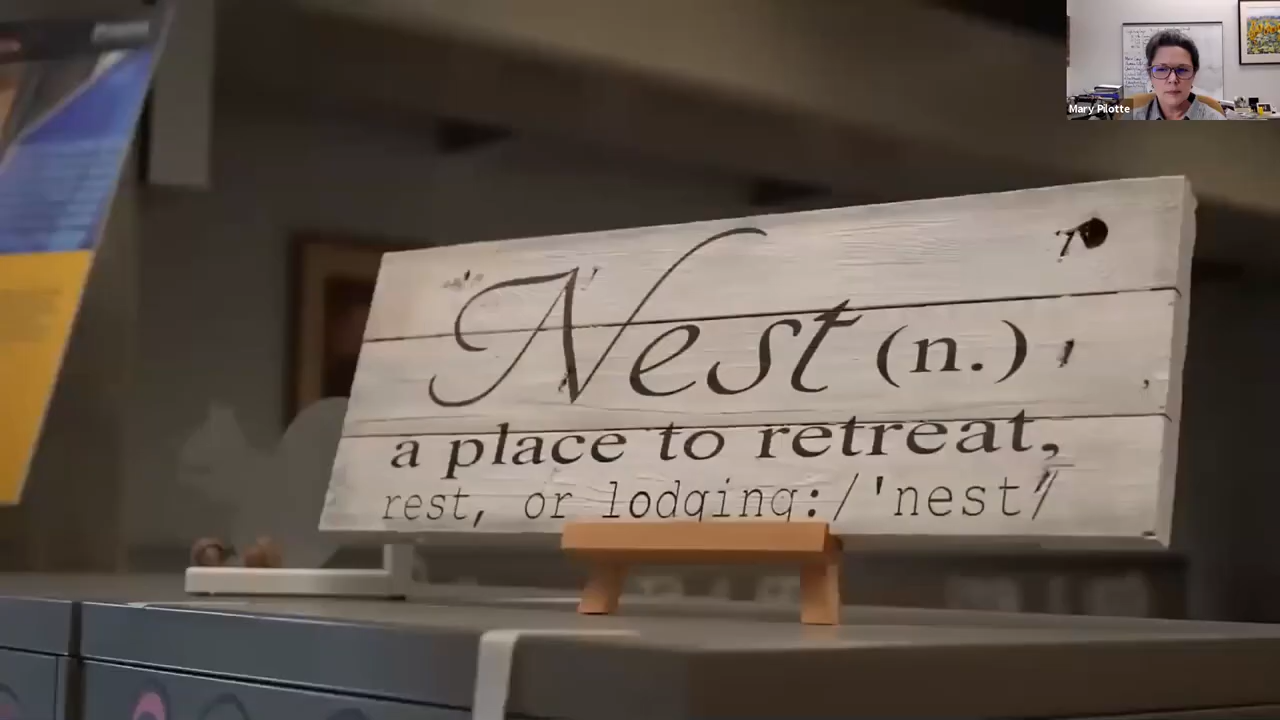 Mary Pilotte
Nest (n.)
a place to retreat,
rest, or lodging:/'nest'/